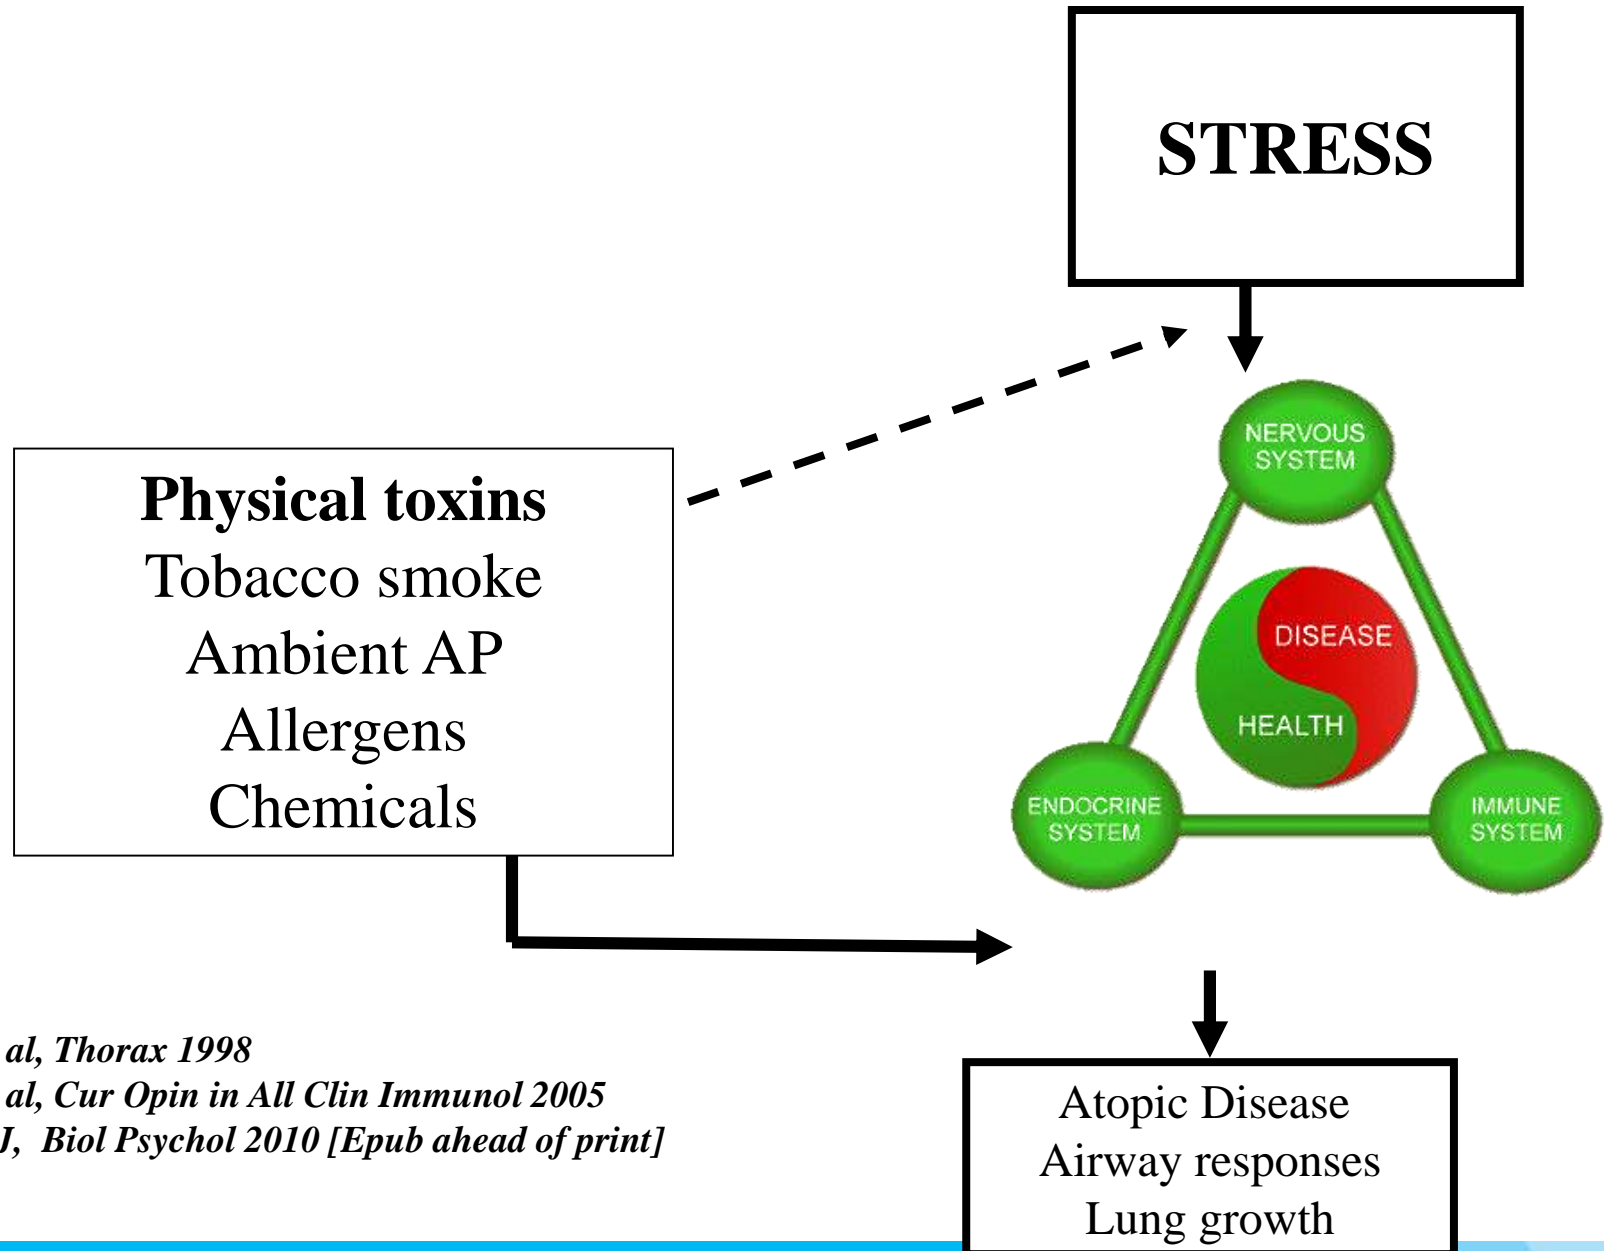 STRESS
NERVOUS
SYSTEM
Physical toxins
Tobacco smoke
Ambient AP
Allergens
Chemicals
DISEASE
HEALTH
ENDOCRINE
SYSTEM
IMMUNE
SYSTEM
al, Thorax 1998
al, Cur Opin in All Clin Immunol 2005
J, Biol Psychol 2010 [Epub ahead of print]
Atopic Disease
Airway responses
Lung growth